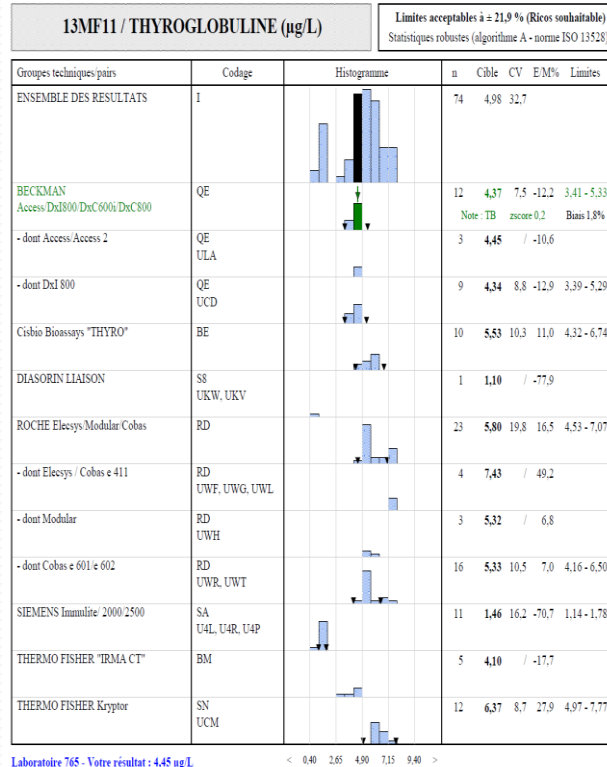 13MF11 / THYROGLOBULINE (µg/L)
Limites acceptables à ± 21,9 % (Ricos souhaitable)
Statistiques robustes (algorithme A - norme ISO 13528)
Groupes techniques/pairs Codage Histogramme n Cible CV E/M% Limites
ENSEMBLE DES RESULTATS I 74 4,98 32,7
BECKMAN QE 12 4,37 7,5 -12,2 3,41 - 5,33
Access/DxI800/DxC600i/DxC800 Note : TB zscore 0,2 Biais 1,8%
- dont Access/Access 2 QE 3 4,45 / -10,6
ULA
- dont DxI 800 QE 9 4,34 8,8 -12,9 3,39 - 5,29
UCD
Cisbio Bioassays "THYRO" BE 10 5,53 10,3 11,0 4,32 - 6,74
DIASORIN LIAISON S8 1 1,10 / -77,9
UKW, UKV
ROCHE Elecsys/Modular/Cobas RD 23 5,80 19,8 16,5 4,53 - 7,07
- dont Elecsys / Cobas e 411 RD 4 7,43 / 49,2
UWF, UWG, UWL
- dont Modular RD 3 5,32 / 6,8
UWH
- dont Cobas e 601/e 602 RD 16 5,33 10,5 7,0 4,16 - 6,50
UWR, UWT
SIEMENS Immulite/ 2000/2500 SA 11 1,46 16,2 -70,7 1,14 - 1,78
U4L, U4R, U4P
THERMO FISHER "IRMA CT" BM 5 4,10 / -17,7
THERMO FISHER Kryptor SN 12 6,37 8,7 27,9 4,97 - 7,77
UCM
Laboratoire 765 - Votre résultat : 4.45 ug/L < 0,40 2,65 4,90 7,15 9,40 >